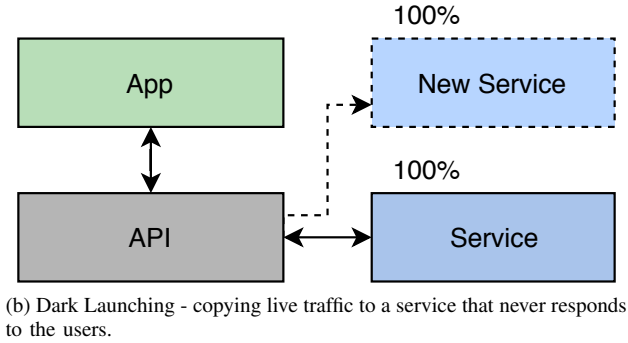 100%
App
New Service
100%
API
Service
(b) Dark Launching - copying live traffic to a service that never responds
to the users.